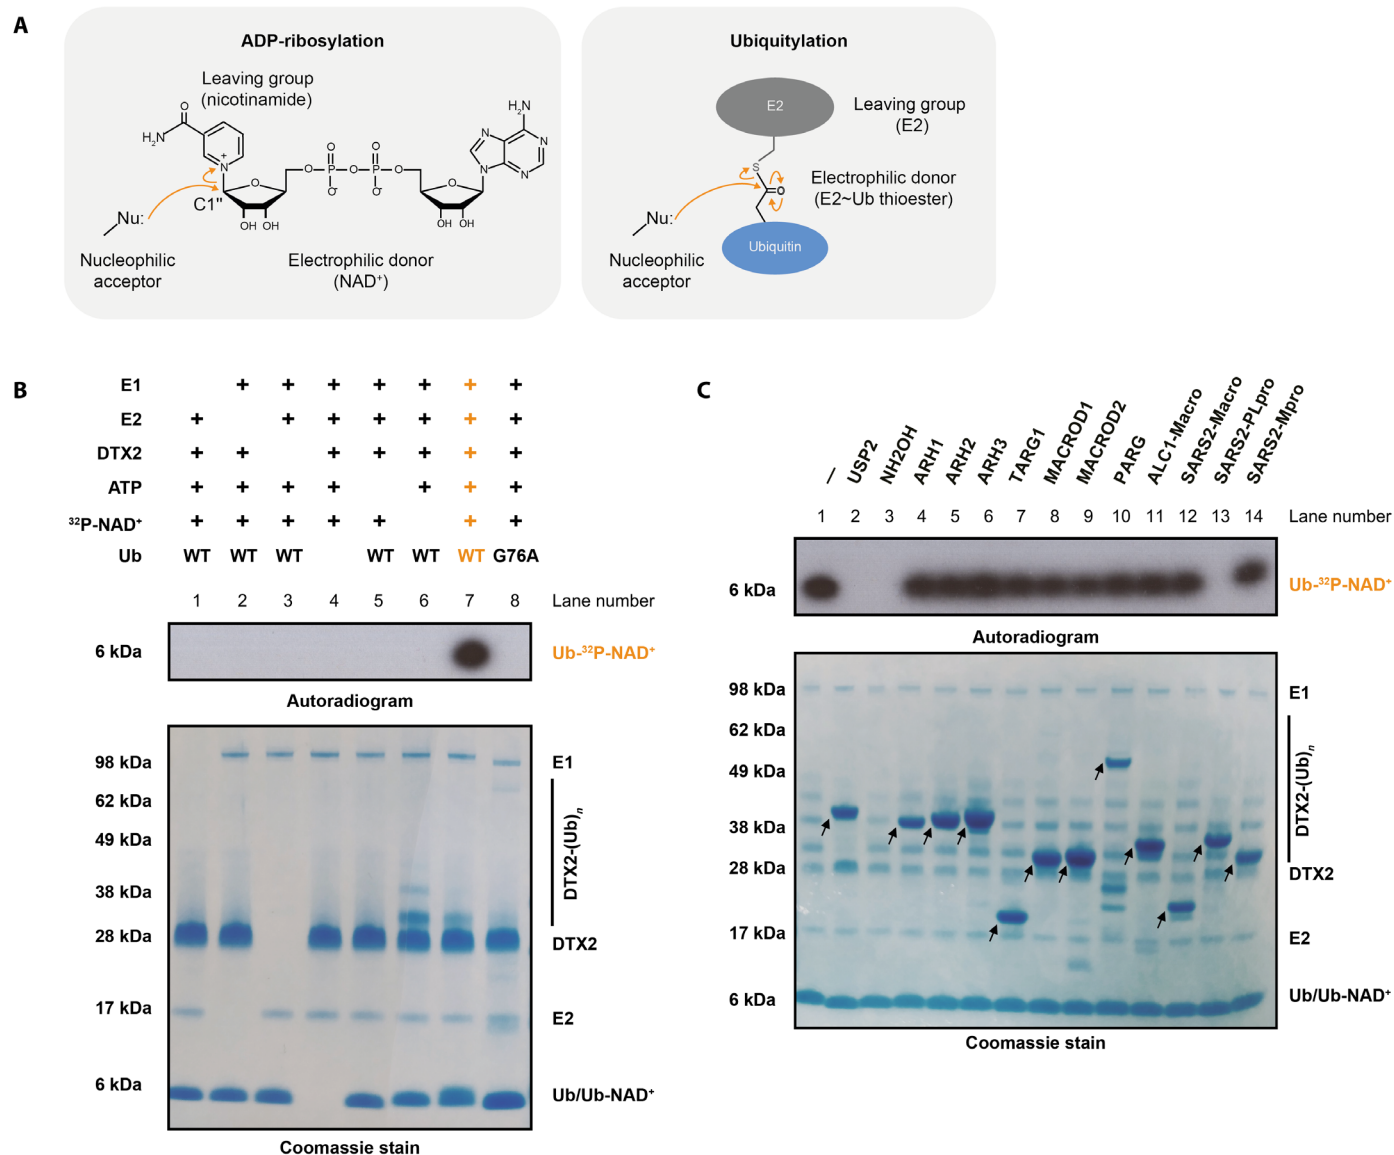 A
ADP-ribosylation
Leaving group
(nicotinamide)
O
H₂N
N
+
C1"
O
OH OH
O
O
P
O⁻
O
O
P
O⁻
O
O
OH OH
NH₂
H₂N
N
N
N
N
Nu:
Nucleophilic
acceptor
Electrophilic donor
(NAD⁺)
Ubiquitylation
E2
Leaving group
(E2)
S
O
Electrophilic donor
(E2~Ub thioester)
Nu:
Nucleophilic
acceptor
Ubiquitin
B
E1 + + + + + + +
E2 + + + + + + +
DTX2 + + + + + + +
ATP + + + + + + +
³²P-NAD⁺ + + + + + + +
Ub WT WT WT WT WT WT G76A
1 2 3 4 5 6 7 8 Lane number
6 kDa
Ub-³²P-NAD⁺
Autoradiogram
98 kDa
62 kDa
49 kDa
38 kDa
28 kDa
17 kDa
6 kDa
E1
DTX2-(Ub)n
DTX2
E2
Ub/Ub-NAD⁺
Coomassie stain
C
–
USP2
NH2OH
ARH1
ARH2
ARH3
TARG1
MACROD1
MACROD2
PARG
ALC1-Macro
SARS2-Macro
SARS2-PLpro
SARS2-Mpro
1 2 3 4 5 6 7 8 9 10 11 12 13 14 Lane number
6 kDa
Ub-³²P-NAD⁺
Autoradiogram
98 kDa
62 kDa
49 kDa
38 kDa
28 kDa
17 kDa
6 kDa
E1
DTX2-(Ub)n
DTX2
E2
Ub/Ub-NAD⁺
Coomassie stain